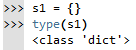 >>> s1 = {}
>>> type(s1)
<class 'dict'>